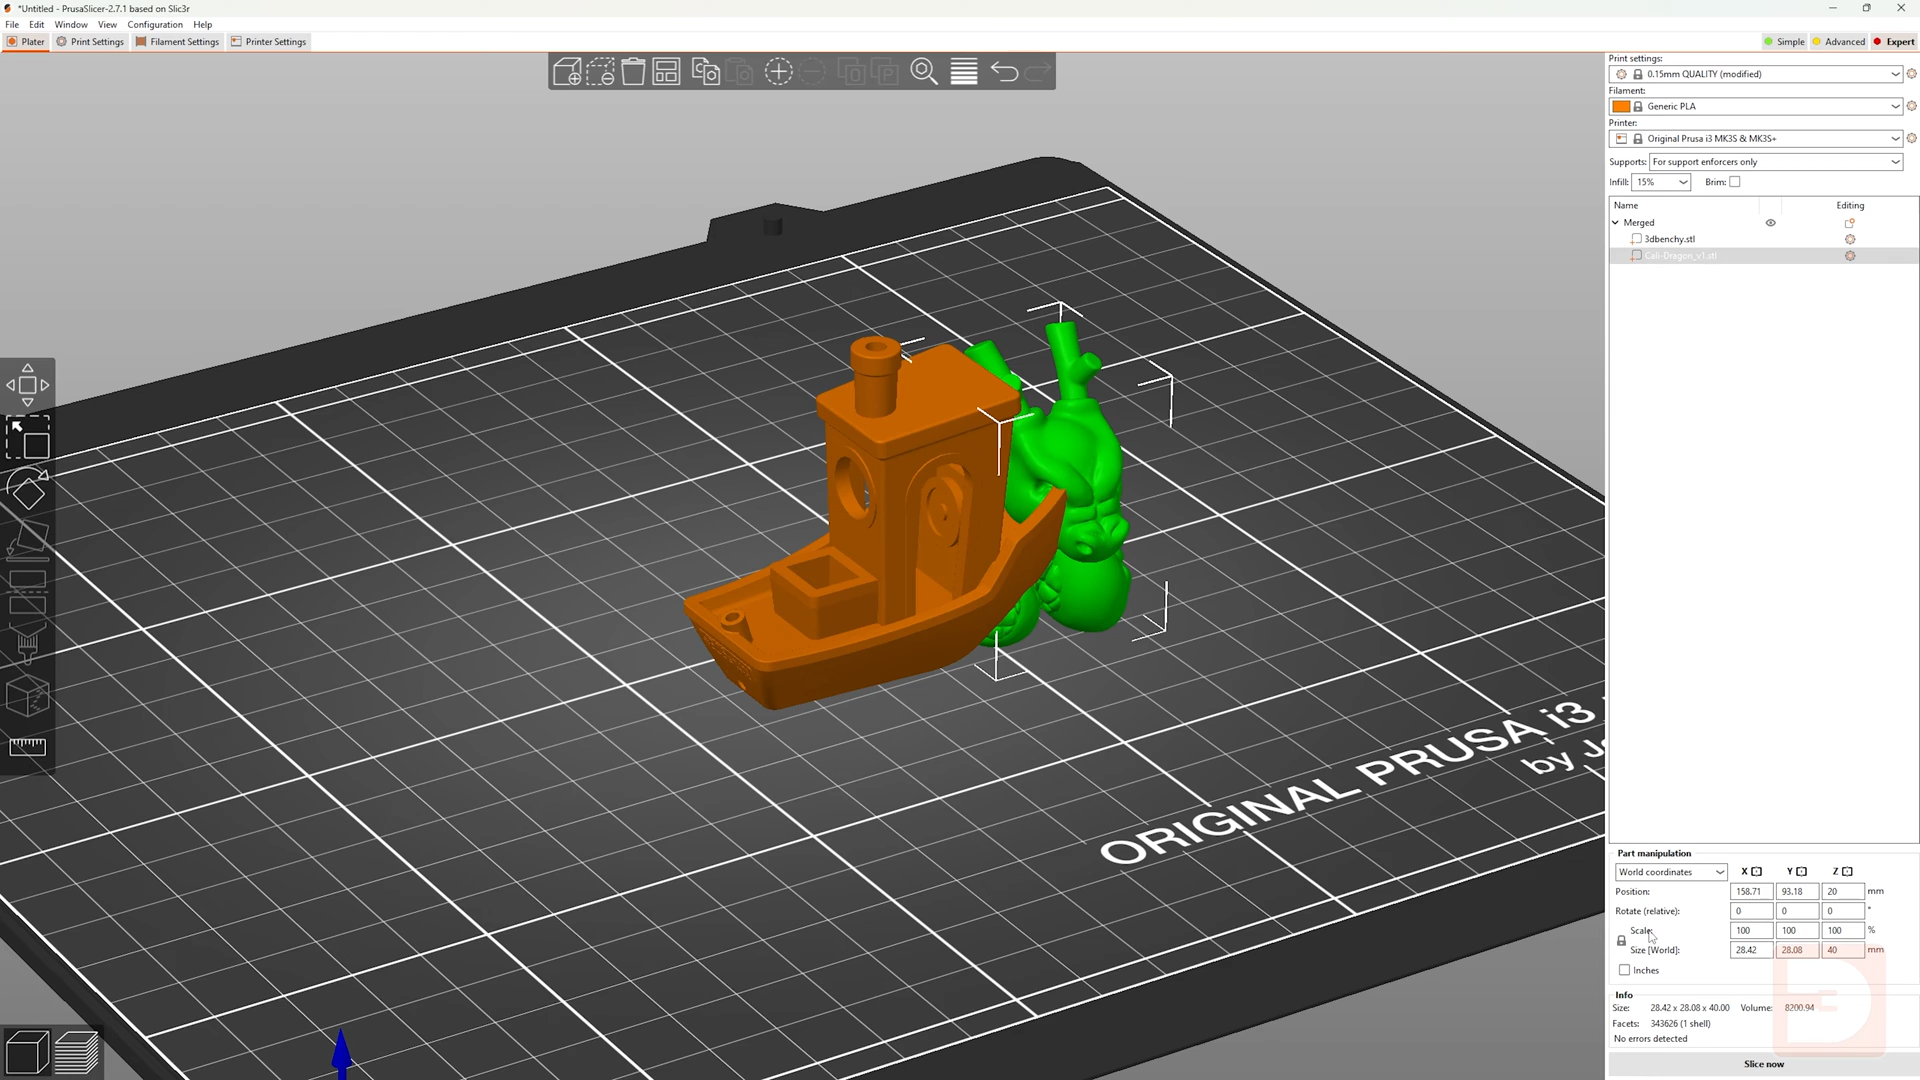 *Untitled - PrusaSlicer-2.7.1 based on Slic3r
File Edit Window View Configuration Help
Plater Print Settings Filament Settings Printer Settings Simple Advanced Expert
Print settings:
0.15mm QUALITY (modified)
Filament:
Generic PLA
Printer:
Original Prusa i3 MK3S & MK3S+
Supports: For support enforcers only
Infill: 15% Brim:
Name Editing
Merged
3dbenchy.stl
Cali-Dragon_v1.stl
ORIGINAL PRUSA i3
by Jo
Part manipulation
World coordinates X Y Z
Position: 158.71 93.18 20 mm
Rotate (relative): 0 0 0 °
Scale: 100 100 100 %
Size [World]: 28.42 28.08 40 mm
Inches
Info
Size: 28.42 x 28.08 x 40.00 Volume: 8200.94
Facets: 343626 (1 shell)
No errors detected
Slice now